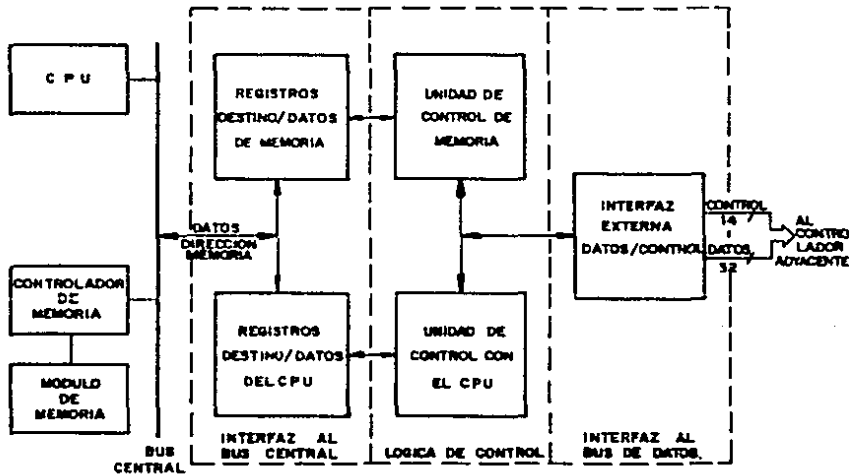 C P U
CONTROLADOR
DE
MEMORIA
MODULO
DE
MEMORIA
BUS
CENTRAL
DATOS
DIRECCION
MEMORIA
REGISTROS
DESTINO/DATOS
DE MEMORIA
REGISTROS
DESTINO/DATOS
DEL CPU
INTERFAZ AL
BUS CENTRAL
UNIDAD DE
CONTROL DE
MEMORIA
UNIDAD DE
CONTROL CON
EL CPU
LOGICA DE CONTROL
INTERFAZ
EXTERNA
DATOS/CONTROL
INTERFAZ AL
BUS DE DATOS.
CONTROL
14
DATOS
32
AL
CONTRO
LADOR
ADYACENTE